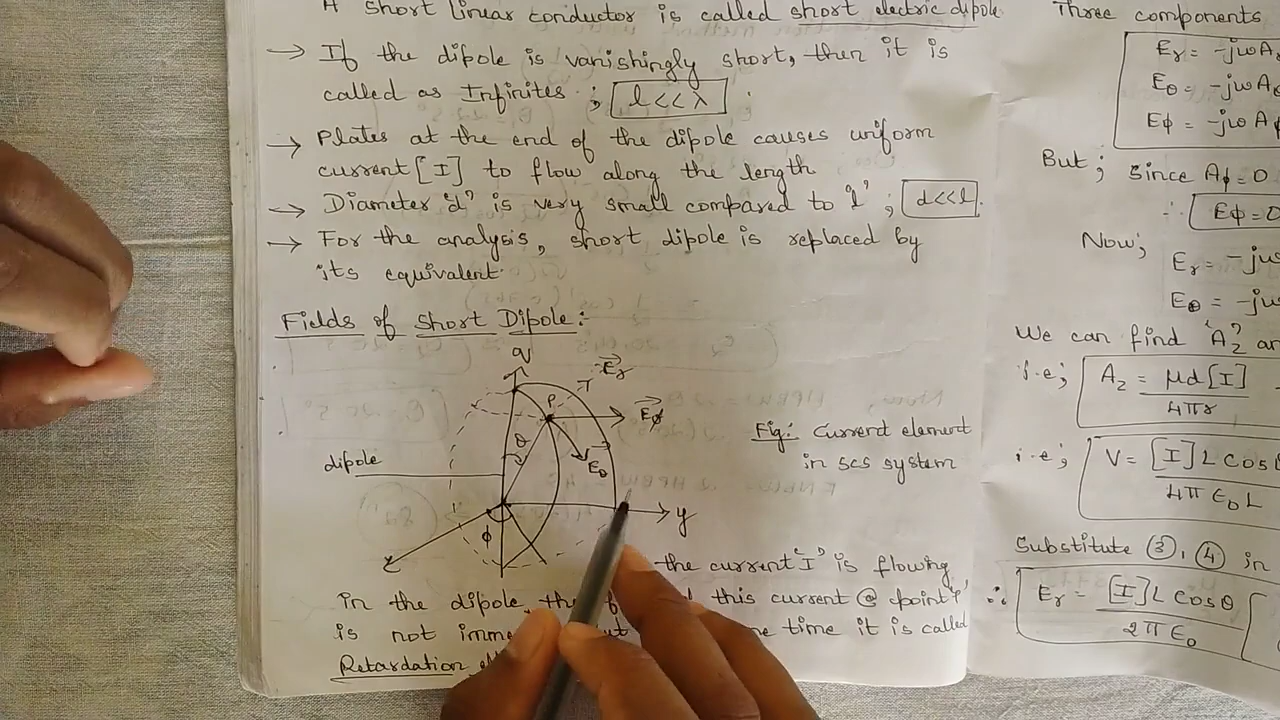 A short linear conductor is called short electric dipole
→ If the dipole is vanishingly short, then it is
called as Infinites ; l<<λ
→ Plates at the end of the dipole causes uniform
current [I] to flow along the length
→ Diameter 'd' is very small compared to 'l' ; d<<l.
→ For the analysis, short dipole is replaced by
its equivalent.
Fields of short Dipole:
Er
P
Eφ
θ
Eθ
dipole
y
φ
Fig: Current element
in scs system
the current 'I' is flowing
in the dipole, the
this current @ point 'P'
is not
time it is called
Retardation
Three components
Er = -jωA
Eθ = -jωA
Eφ = -jωA
But ; since Aφ=0
∴ Eφ=0
Now;
Er = -jω
Eθ = -jω
We can find 'Az'
i.e; Az = μd[I]
4πr
i.e; V = [I]L Cosθ
4π ε0 L
Substitute ③, ④ in
∴ Er = [I]L Cosθ
2π ε0